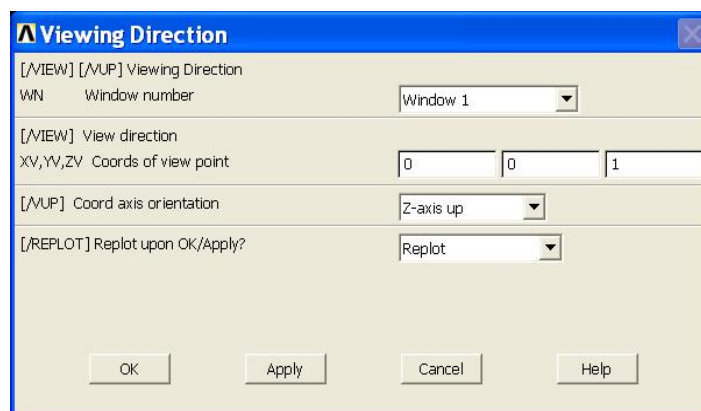 Viewing Direction
[/VIEW] [/VUP] Viewing Direction
WN Window number Window 1
[/VIEW] View direction
XV,YV,ZV Coords of view point 0 0 1
[/VUP] Coord axis orientation Z-axis up
[/REPLOT] Replot upon OK/Apply? Replot
OK Apply Cancel Help